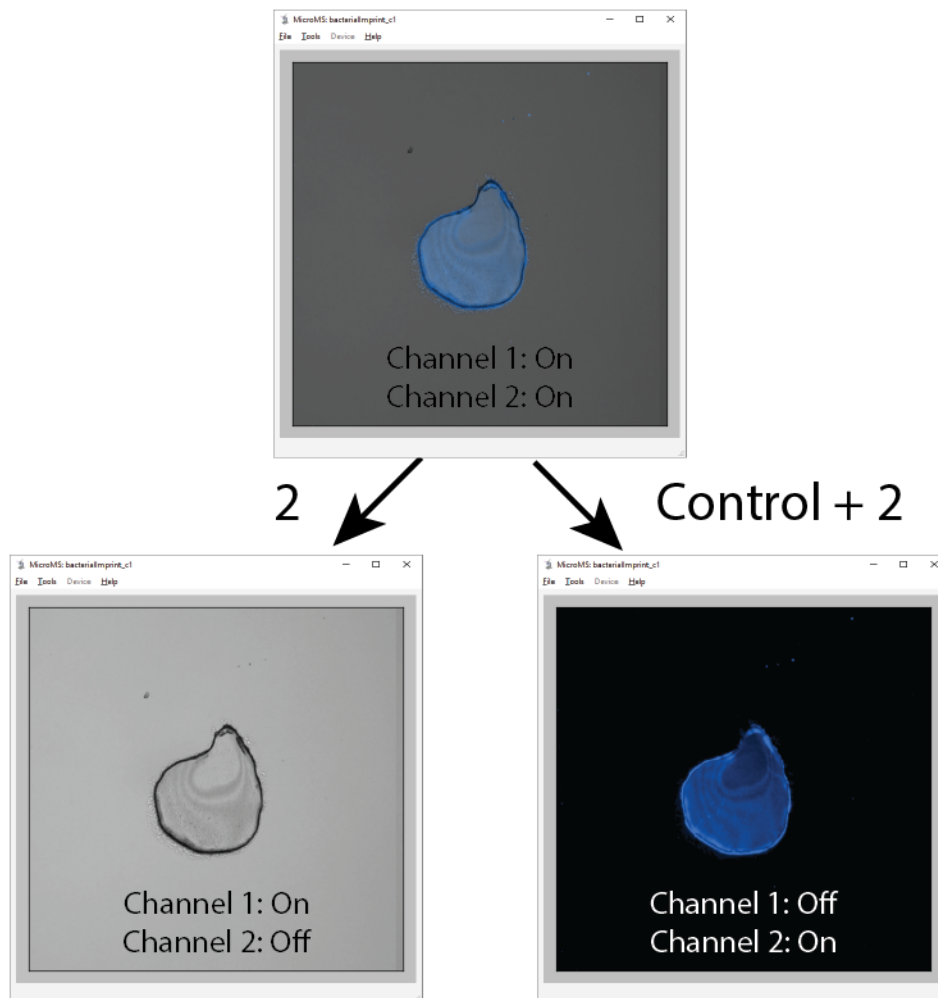 MicroMS: bacterialImprint_c1
File Tools Device Help
Channel 1: On
Channel 2: On
2
Control + 2
MicroMS: bacterialImprint_c1
File Tools Device Help
Channel 1: On
Channel 2: Off
MicroMS: bacterialImprint_c1
File Tools Device Help
Channel 1: Off
Channel 2: On